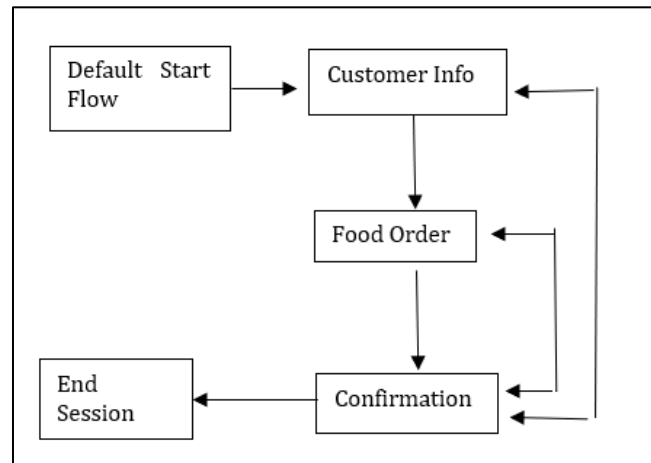 Default Start
Flow
Customer Info
Food Order
End
Session
Confirmation